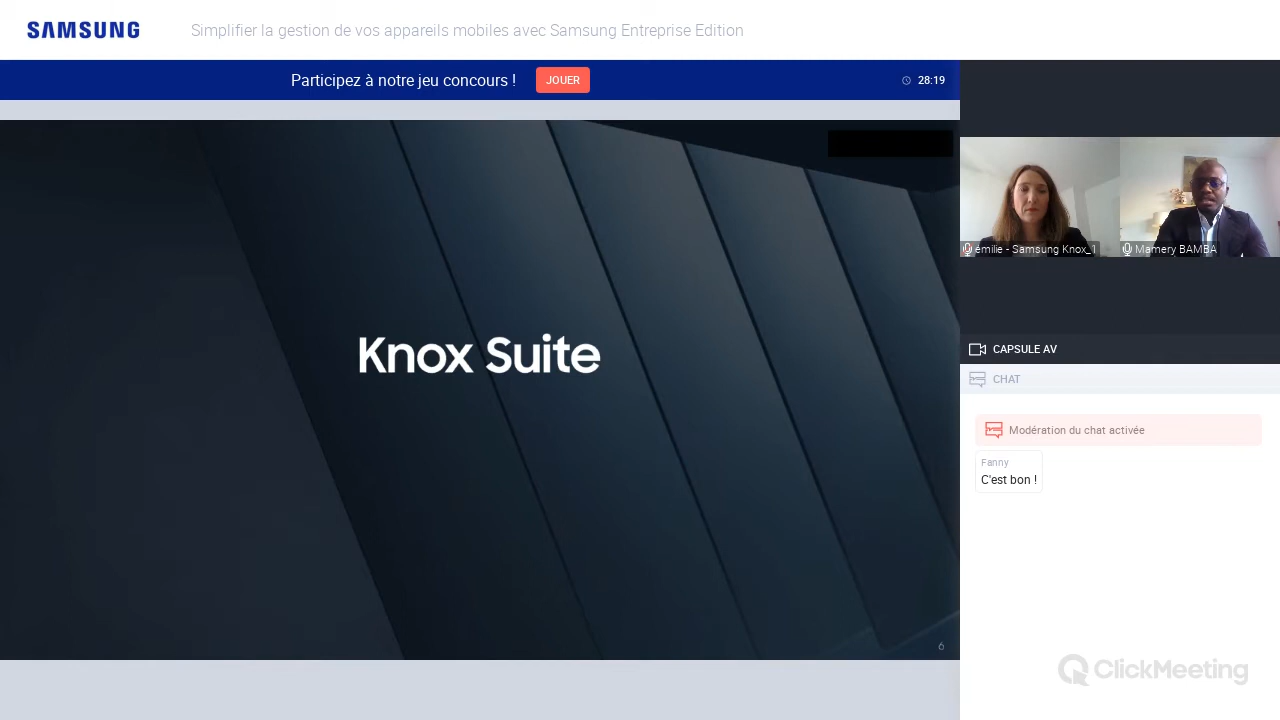 SAMSUNG
Simplifier la gestion de vos appareils mobiles avec Samsung Entreprise Edition
Participez à notre jeu concours !
JOUER
28:19
Knox Suite
6
émilie - Samsung Knox_1
Mamery BAMBA
CAPSULE AV
CHAT
Modération du chat activée
Fanny
C'est bon !
ClickMeeting